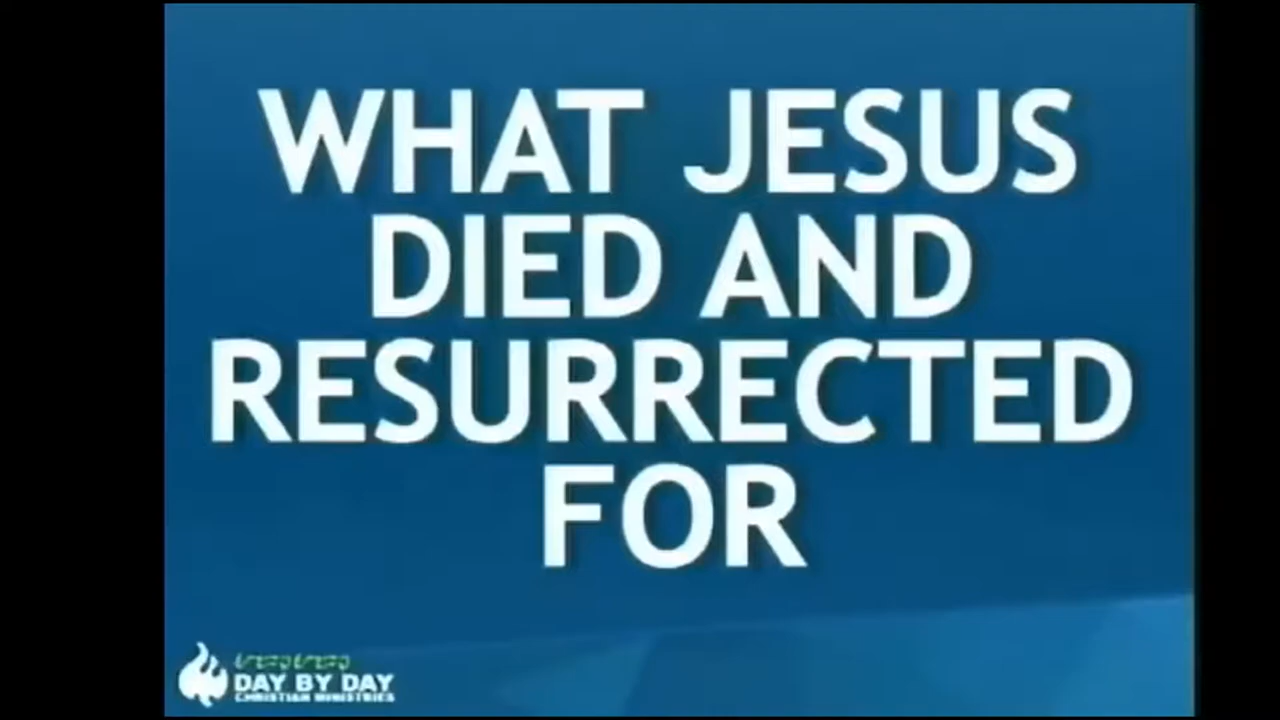 WHAT JESUS
DIED AND
RESURRECTED
FOR
DAY BY DAY
CHRISTIAN MINISTRIES